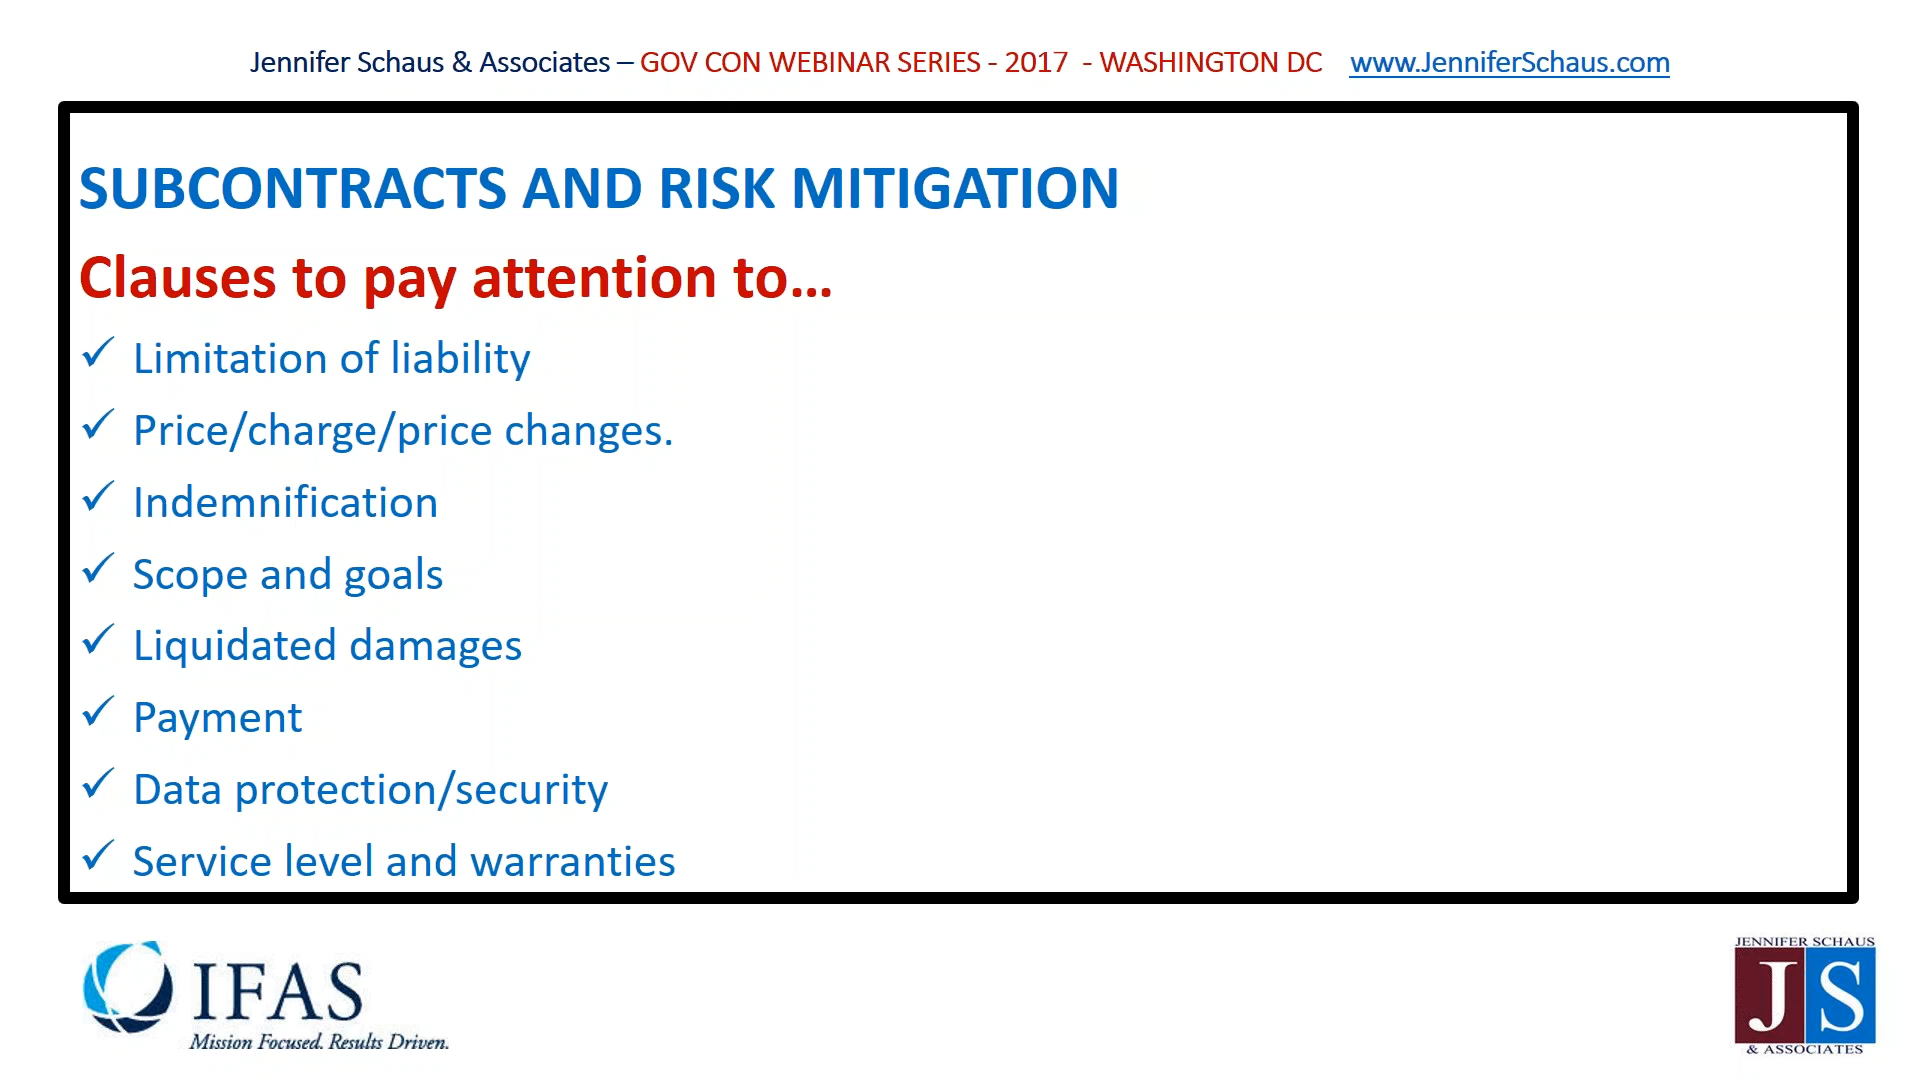 Jennifer Schaus & Associates – GOV CON WEBINAR SERIES - 2017 - WASHINGTON DC www.JenniferSchaus.com
SUBCONTRACTS AND RISK MITIGATION
Clauses to pay attention to...
✓ Limitation of liability
✓ Price/charge/price changes.
✓ Indemnification
✓ Scope and goals
✓ Liquidated damages
✓ Payment
✓ Data protection/security
✓ Service level and warranties
IFAS
Mission Focused. Results Driven.
JENNIFER SCHAUS
JS
& ASSOCIATES